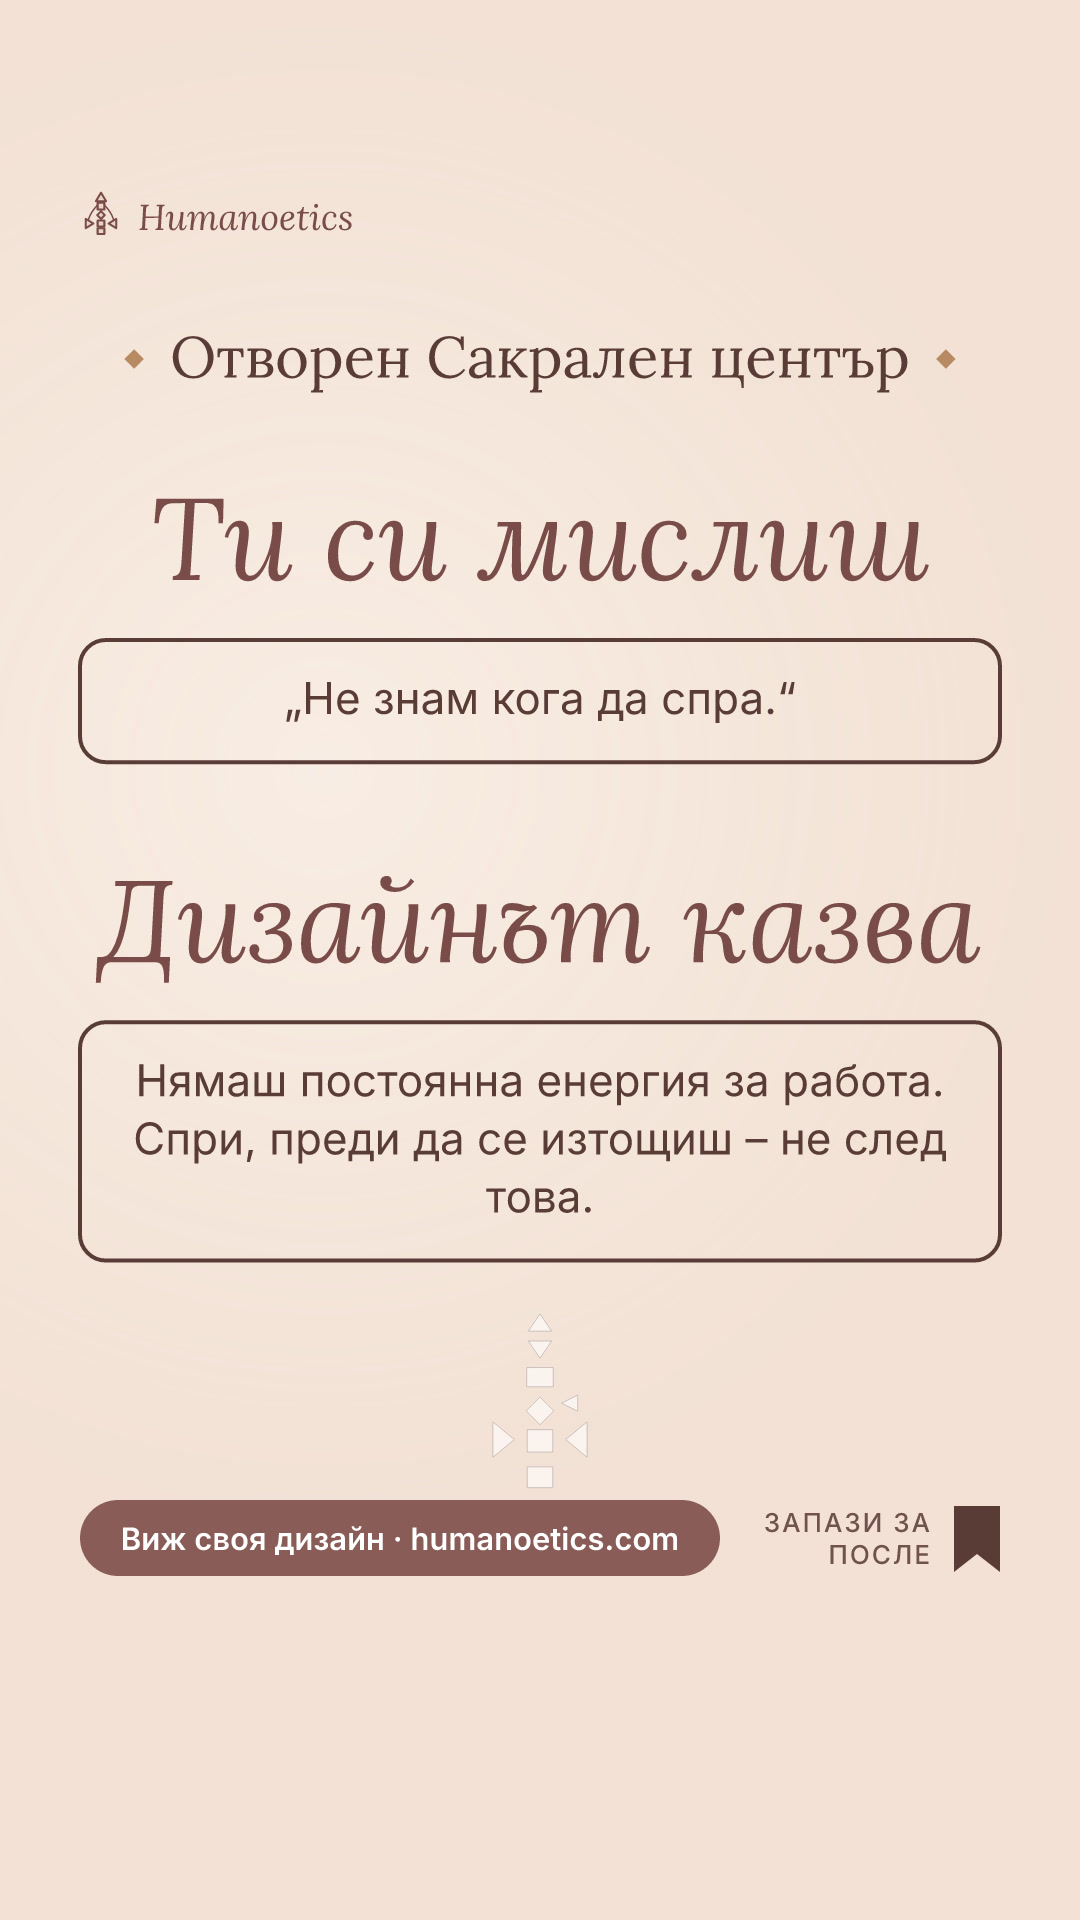 Humanoetics
Отворен Сакрален център
Ти си мислиш
„Не знам кога да спра.“
Дизайнът казва
Нямаш постоянна енергия за работа.
Спри, преди да се изтощиш – не след
това.
Виж своя дизайн · humanoetics.com
ЗАПАЗИ ЗА
ПОСЛЕ